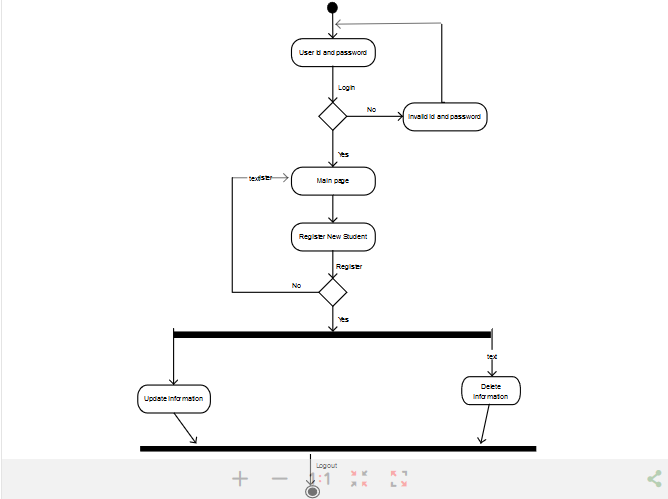 User Id and password
Login
No
Invalid id and password
Yes
text
Main page
Register New Student
Register
No
Yes
text
Update Information
Delete
Information
Logout
1:1